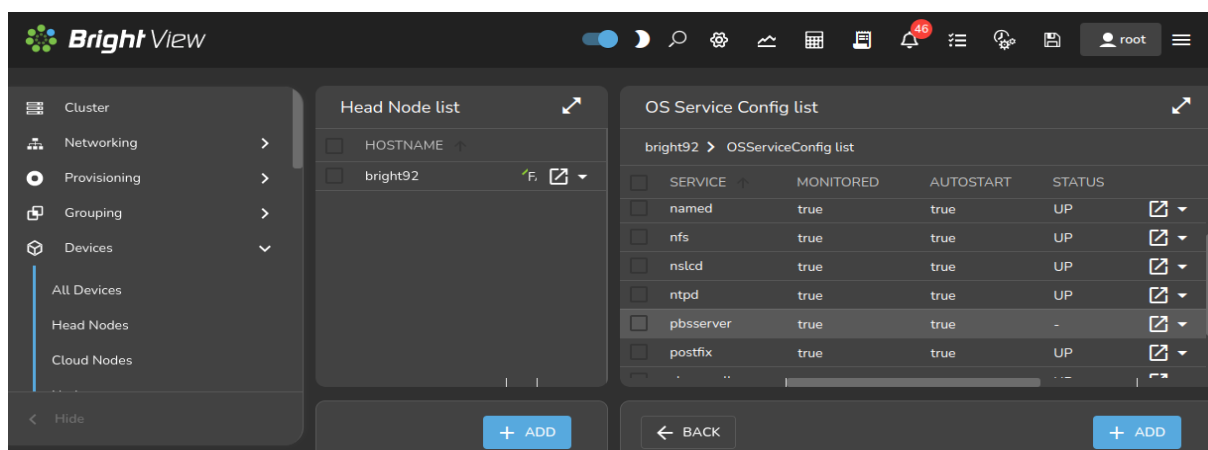 Bright View
46
root
Cluster
Networking
Provisioning
Grouping
Devices
All Devices
Head Nodes
Cloud Nodes
Hide
Head Node list
HOSTNAME
bright92
ADD
OS Service Config list
bright92 > OSServiceConfig list
SERVICE MONITORED AUTOSTART STATUS
named true true UP
nfs true true UP
nslcd true true UP
ntpd true true UP
pbsserver true true -
postfix true true UP
BACK
ADD